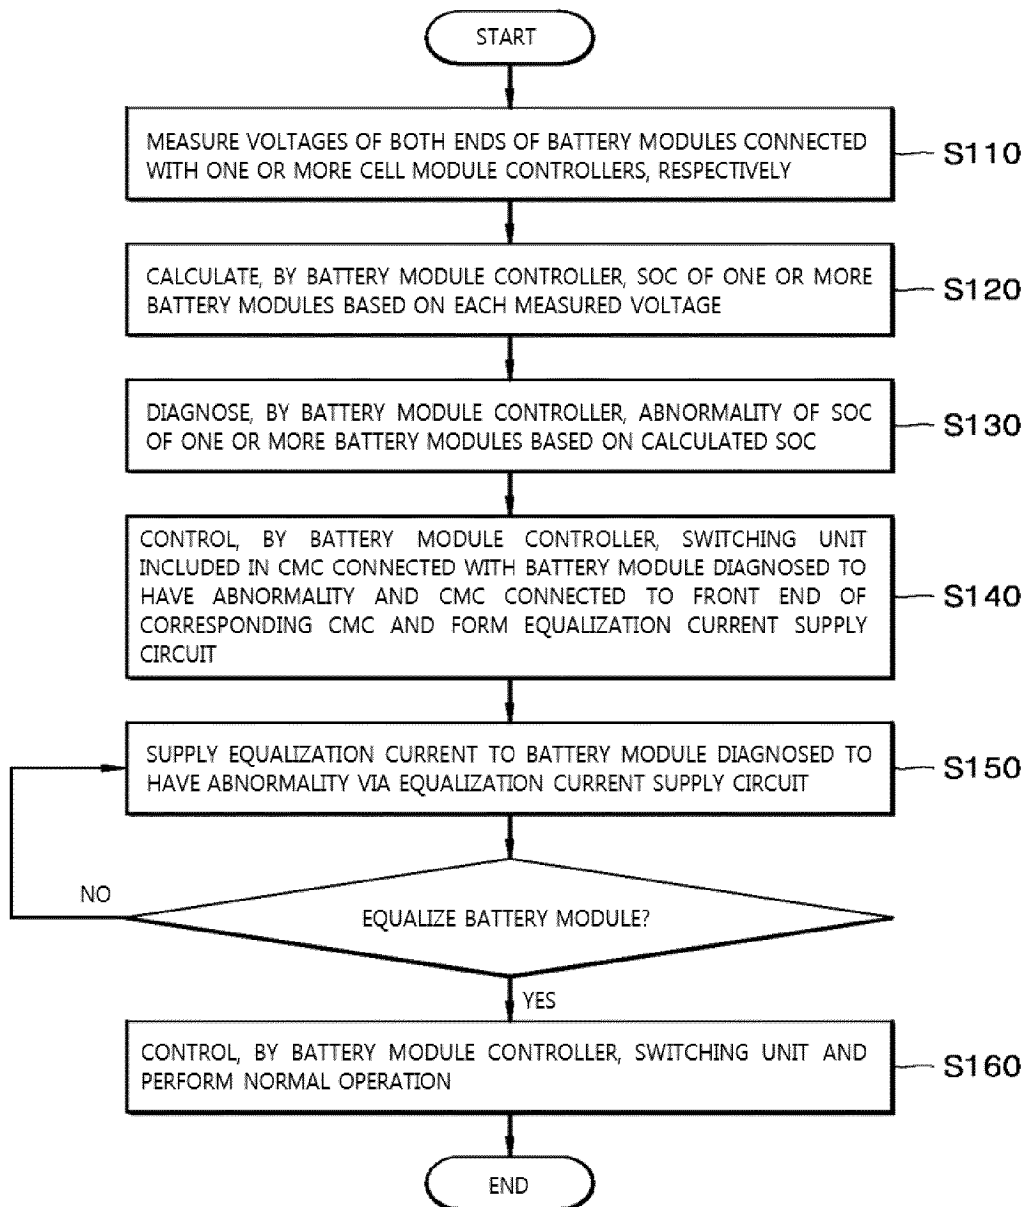 START
MEASURE VOLTAGES OF BOTH ENDS OF BATTERY MODULES CONNECTED
WITH ONE OR MORE CELL MODULE CONTROLLERS, RESPECTIVELY
S110
CALCULATE, BY BATTERY MODULE CONTROLLER, SOC OF ONE OR MORE
BATTERY MODULES BASED ON EACH MEASURED VOLTAGE
S120
DIAGNOSE, BY BATTERY MODULE CONTROLLER, ABNORMALITY OF SOC
OF ONE OR MORE BATTERY MODULES BASED ON CALCULATED SOC
S130
CONTROL, BY BATTERY MODULE CONTROLLER, SWITCHING UNIT
INCLUDED IN CMC CONNECTED WITH BATTERY MODULE DIAGNOSED TO
HAVE ABNORMALITY AND CMC CONNECTED TO FRONT END OF
CORRESPONDING CMC AND FORM EQUALIZATION CURRENT SUPPLY
CIRCUIT
S140
SUPPLY EQUALIZATION CURRENT TO BATTERY MODULE DIAGNOSED TO
HAVE ABNORMALITY VIA EQUALIZATION CURRENT SUPPLY CIRCUIT
S150
NO
EQUALIZE BATTERY MODULE?
YES
CONTROL, BY BATTERY MODULE CONTROLLER, SWITCHING UNIT AND
PERFORM NORMAL OPERATION
S160
END